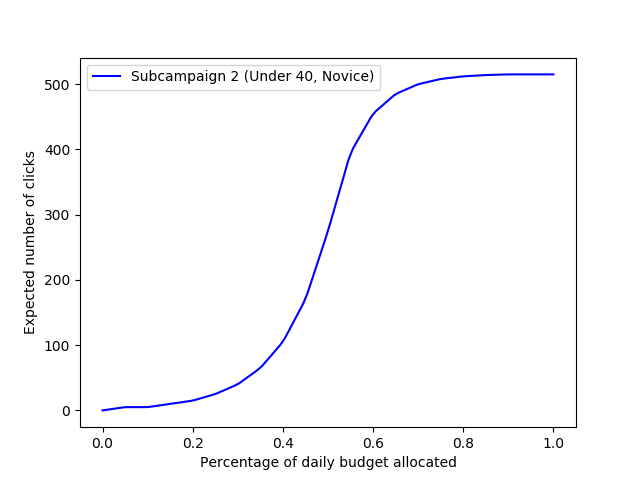 Subcampaign 2 (Under 40, Novice)
500
400
300
200
100
0
Expected number of clicks
0.0 0.2 0.4 0.6 0.8 1.0
Percentage of daily budget allocated